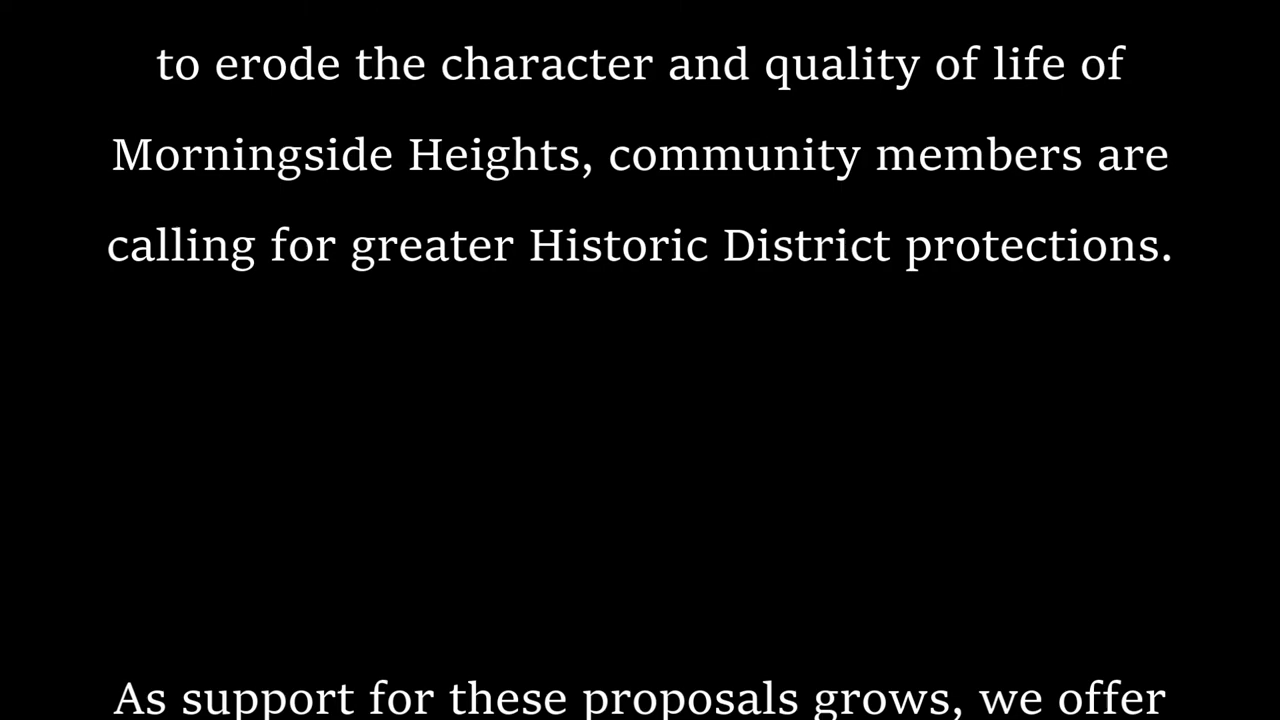 to erode the character and quality of life of
Morningside Heights, community members are
calling for greater Historic District protections.
As support for these proposals grows, we offer